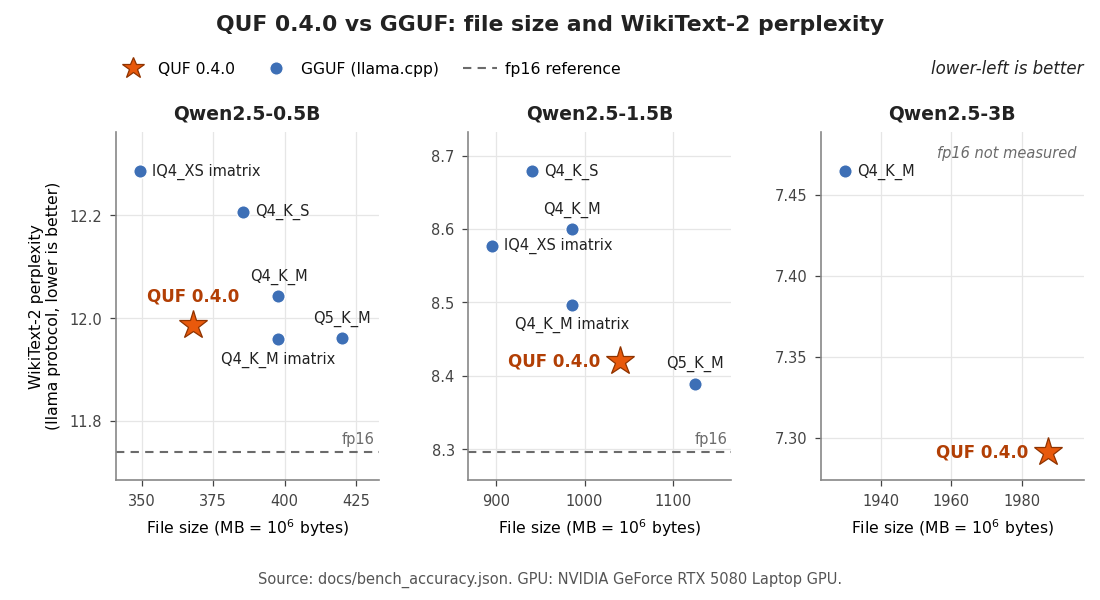 QUF 0.4.0 vs GGUF: file size and WikiText-2 perplexity
QUF 0.4.0
GGUF (llama.cpp)
fp16 reference
lower-left is better
Qwen2.5-0.5B
WikiText-2 perplexity
(llama protocol, lower is better)
12.2
12.0
11.8
IQ4_XS imatrix
Q4_K_S
Q4_K_M
QUF 0.4.0
Q5_K_M
Q4_K_M imatrix
fp16
350
375
400
425
File size (MB = 10⁶ bytes)
Qwen2.5-1.5B
8.7
8.6
8.5
8.4
8.3
Q4_K_S
Q4_K_M
IQ4_XS imatrix
Q4_K_M imatrix
QUF 0.4.0
Q5_K_M
fp16
900
1000
1100
File size (MB = 10⁶ bytes)
Qwen2.5-3B
fp16 not measured
7.45
7.40
7.35
7.30
Q4_K_M
QUF 0.4.0
1940
1960
1980
File size (MB = 10⁶ bytes)
Source: docs/bench_accuracy.json. GPU: NVIDIA GeForce RTX 5080 Laptop GPU.